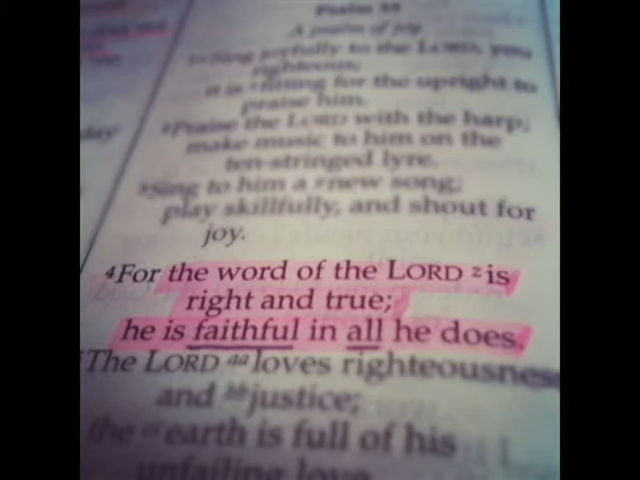 Psalm 33
A psalm of joy
Sing joyfully to the LORD, you
righteous;
it is fitting for the upright to
praise him.
Praise the LORD with the harp;
make music to him on the
ten-stringed lyre.
Sing to him a new song;
play skillfully, and shout for
joy.
4For the word of the LORD z is
right and true;
he is faithful in all he does.
The LORD aa loves righteousness
and bb justice;
the earth is full of his
unfailing love.